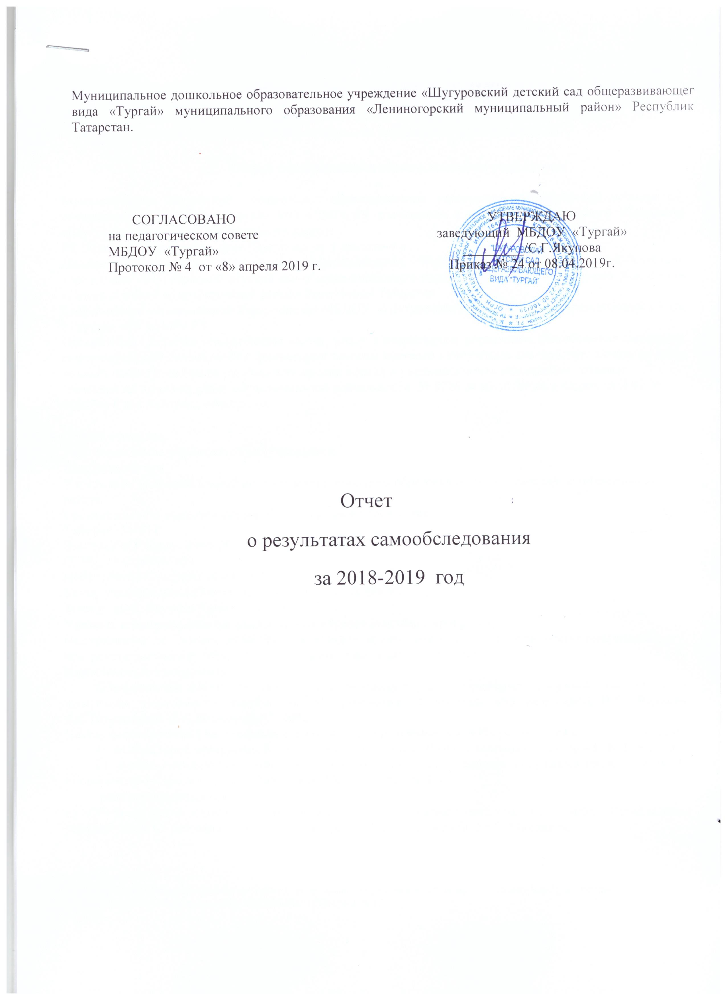 Муниципальное дошкольное образовательное учреждение «Шугуровский детский сад общеразвивающег
вида «Тургай» муниципального образования «Лениногорский муниципальный район» Республик
Татарстан.
СОГЛАСОВАНО
на педагогическом совете
МБДОУ «Тургай»
Протокол № 4 от «8» апреля 2019 г.
УТВЕРЖДАЮ
заведующий МБДОУ «Тургай»
/С.Г.Якупова
Приказ № 24 от 08.04.2019г.
"ШУГУРОВСКИЙ
ДЕТСКИЙ САД
ОБЩЕРАЗВИВАЮЩЕГО
ВИДА "ТУРГАЙ"
Отчет
о результатах самообследования
за 2018-2019 год